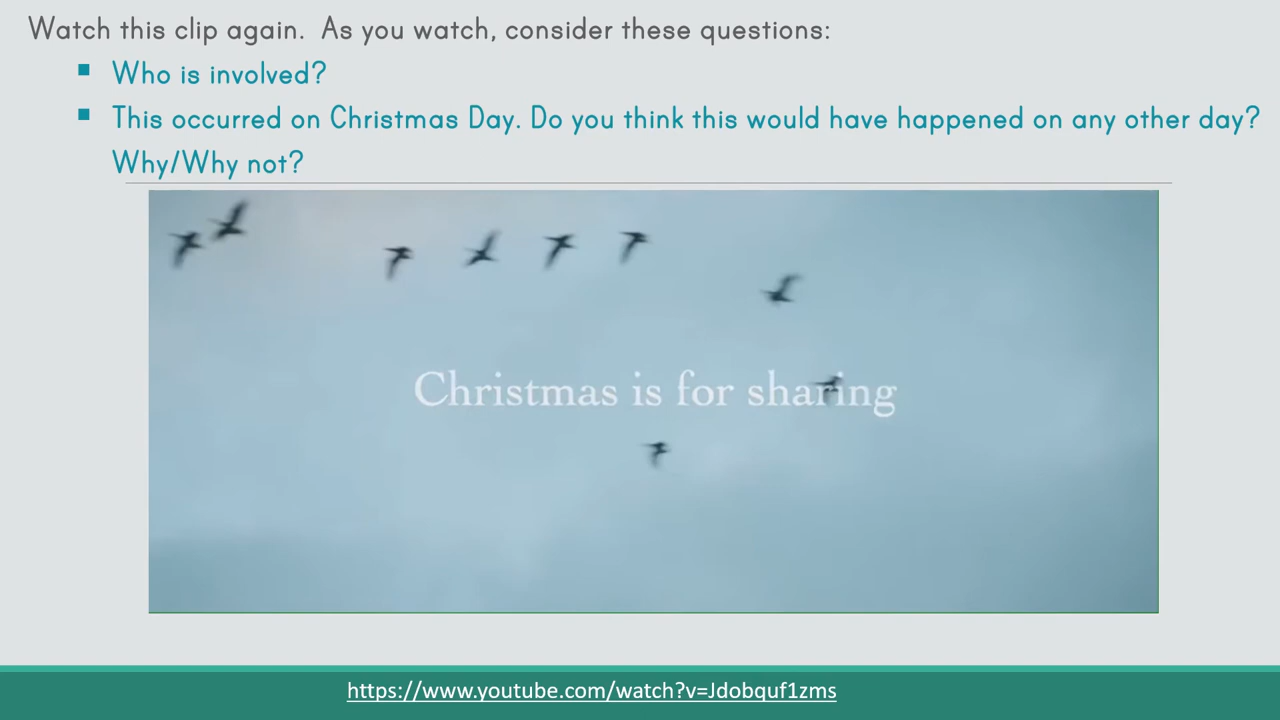 Watch this clip again.  As you watch, consider these questions:
▪ Who is involved?
▪ This occurred on Christmas Day. Do you think this would have happened on any other day?
Why/Why not?
Christmas is for sharing
https://www.youtube.com/watch?v=Jdobquf1zms